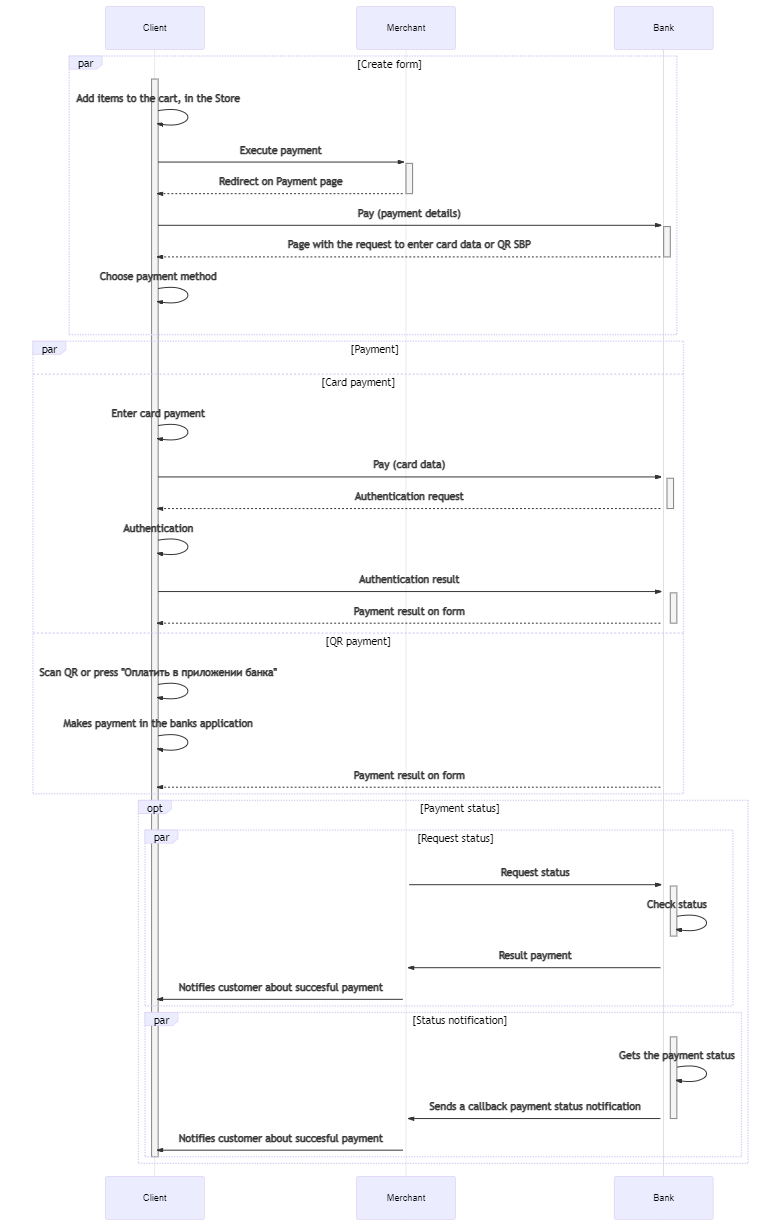 Client Merchant Bank
par [Create form]
Add items to the cart, in the Store
Execute payment
Redirect on Payment page
Pay (payment details)
Page with the request to enter card data or QR SBP
Choose payment method
par [Payment]
[Card payment]
Enter card payment
Pay (card data)
Authentication request
Authentication
Authentication result
Payment result on form
[QR payment]
Scan QR or press "Оплатить в приложении банка"
Makes payment in the banks application
Payment result on form
opt [Payment status]
par [Request status]
Request status
Check status
Result payment
Notifies customer about succesful payment
par [Status notification]
Gets the payment status
Sends a callback payment status notification
Notifies customer about succesful payment
Client Merchant Bank